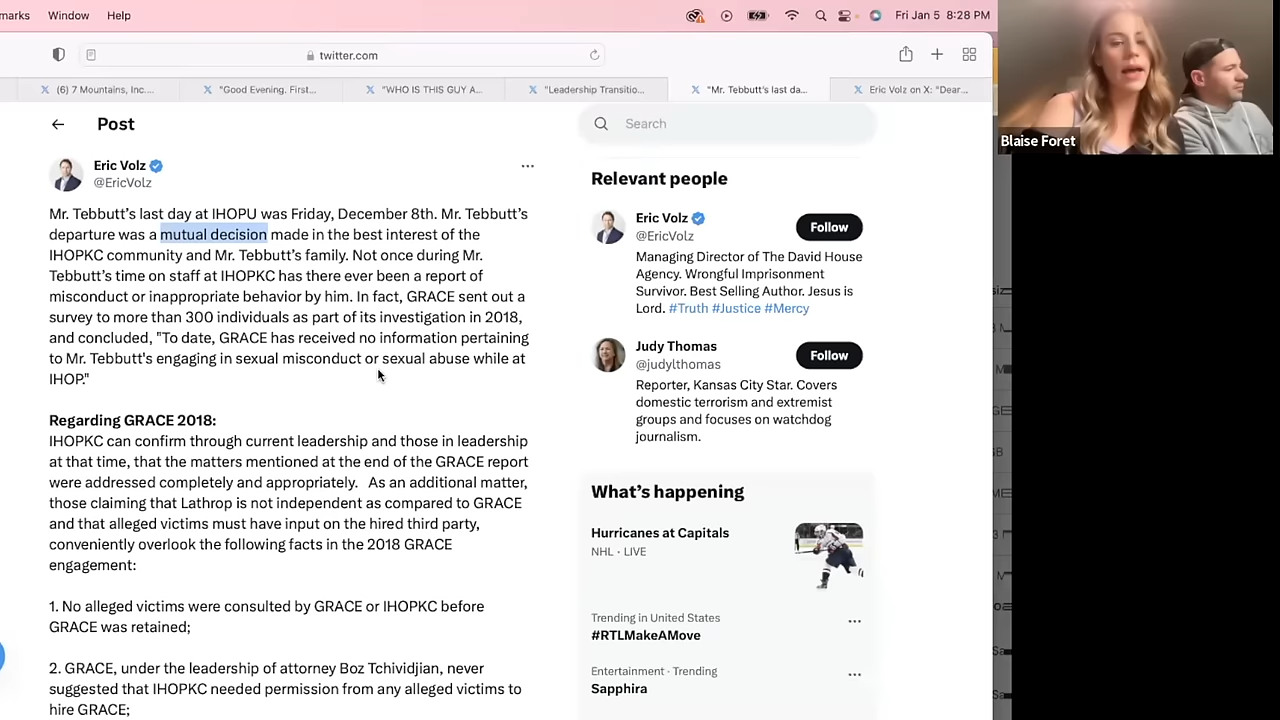 marks Window Help Fri Jan 5 8:28 PM
twitter.com
(6) 7 Mountains, Inc.... "Good Evening. First... "WHO IS THIS GUY A... "Leadership Transitio... "Mr. Tebbutt's last da... Eric Volz on X: "Dear...
Post
Eric Volz
@EricVolz
Mr. Tebbutt's last day at IHOPU was Friday, December 8th. Mr. Tebbutt's
departure was a mutual decision made in the best interest of the
IHOPKC community and Mr. Tebbutt's family. Not once during Mr.
Tebbutt's time on staff at IHOPKC has there ever been a report of
misconduct or inappropriate behavior by him. In fact, GRACE sent out a
survey to more than 300 individuals as part of its investigation in 2018,
and concluded, "To date, GRACE has received no information pertaining
to Mr. Tebbutt's engaging in sexual misconduct or sexual abuse while at
IHOP."
Regarding GRACE 2018:
IHOPKC can confirm through current leadership and those in leadership
at that time, that the matters mentioned at the end of the GRACE report
were addressed completely and appropriately. As an additional matter,
those claiming that Lathrop is not independent as compared to GRACE
and that alleged victims must have input on the hired third party,
conveniently overlook the following facts in the 2018 GRACE
engagement:
1. No alleged victims were consulted by GRACE or IHOPKC before
GRACE was retained;
2. GRACE, under the leadership of attorney Boz Tchividjian, never
suggested that IHOPKC needed permission from any alleged victims to
hire GRACE;
Search
Relevant people
Eric Volz
@EricVolz
Follow
Managing Director of The David House
Agency. Wrongful Imprisonment
Survivor. Best Selling Author. Jesus is
Lord. #Truth #Justice #Mercy
Judy Thomas
@judylthomas
Follow
Reporter, Kansas City Star. Covers
domestic terrorism and extremist
groups and focuses on watchdog
journalism.
What's happening
Hurricanes at Capitals
NHL · LIVE
Trending in United States
#RTLMakeAMove
Entertainment · Trending
Sapphira
Blaise Foret